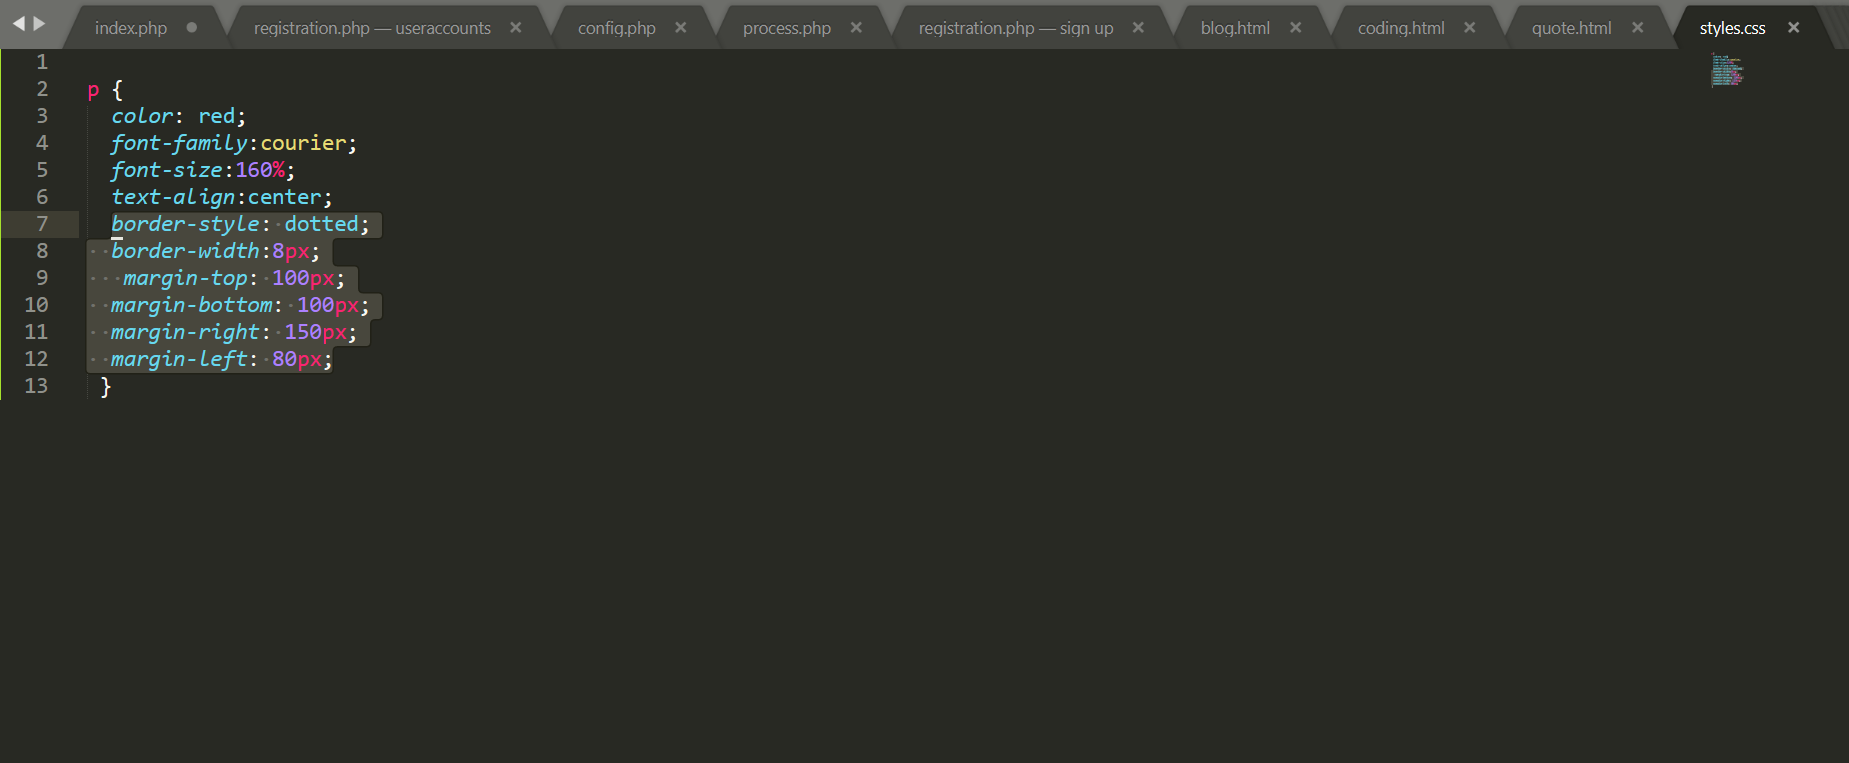 index.php registration.php — useraccounts config.php process.php registration.php — sign up blog.html coding.html quote.html styles.css
1
2 p {
3 color: red;
4 font-family:courier;
5 font-size:160%;
6 text-align:center;
7 border-style: dotted;
8 border-width:8px;
9 margin-top: 100px;
10 margin-bottom: 100px;
11 margin-right: 150px;
12 margin-left: 80px;
13 }